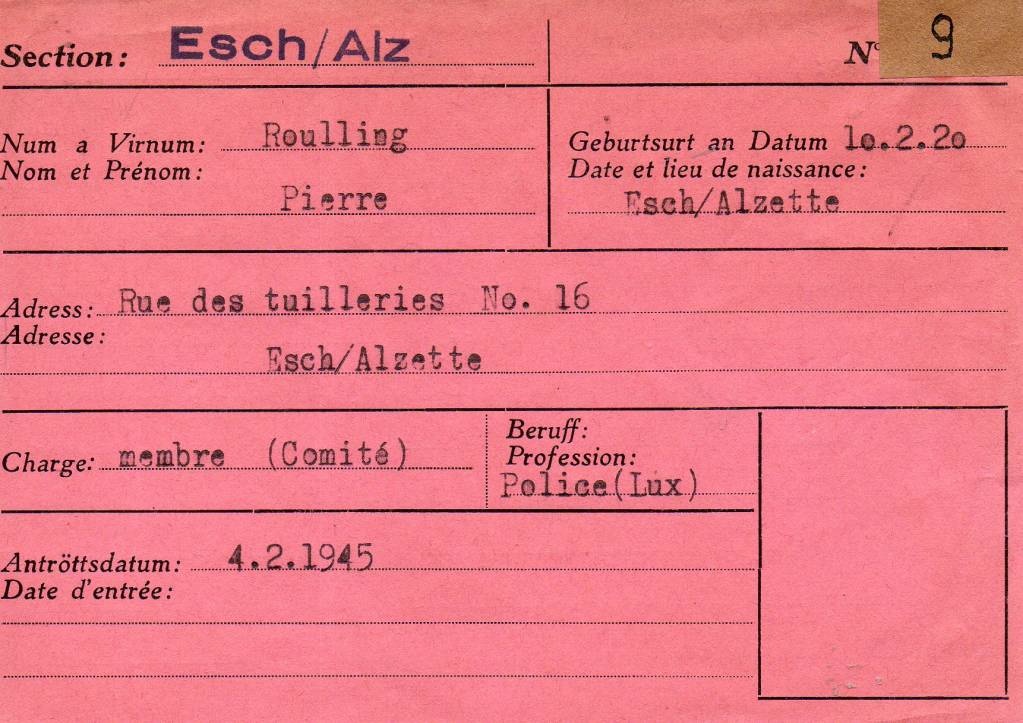 Section: Esch/Alz
N° 9
Num a Virnum: Roulling
Nom et Prénom:
Pierre
Geburtsurt an Datum 10.2.20
Date et lieu de naissance:
Esch/Alzette
Adress: Rue des tuilleries No. 16
Adresse:
Esch/Alzette
Charge: membre (Comité)
Beruff:
Profession:
Police(Lux)
Antröttsdatum: 4.2.1945
Date d'entrée: